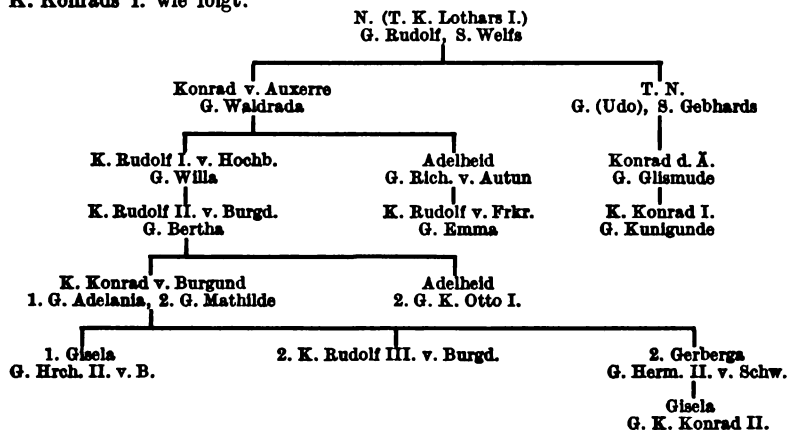 K. Konrads I. wie folgt:
N. (T. K. Lothars I.)
G. Rudolf, S. Welfs
Konrad v. Auxerre
G. Waldrada
T. N.
G. (Udo), S. Gebhards
K. Rudolf I. v. Hochb.
G. Willa
Adelheid
G. Rich. v. Autun
Konrad d. Ä.
G. Glismude
K. Rudolf II. v. Burgd.
G. Bertha
K. Rudolf v. Frkr.
G. Emma
K. Konrad I.
G. Kunigunde
K. Konrad v. Burgund
1. G. Adelania, 2. G. Mathilde
Adelheid
2. G. K. Otto I.
1. Gisela
G. Hrch. II. v. B.
2. K. Rudolf III. v. Burgd.
2. Gerberga
G. Herm. II. v. Schw.
Gisela
G. K. Konrad II.